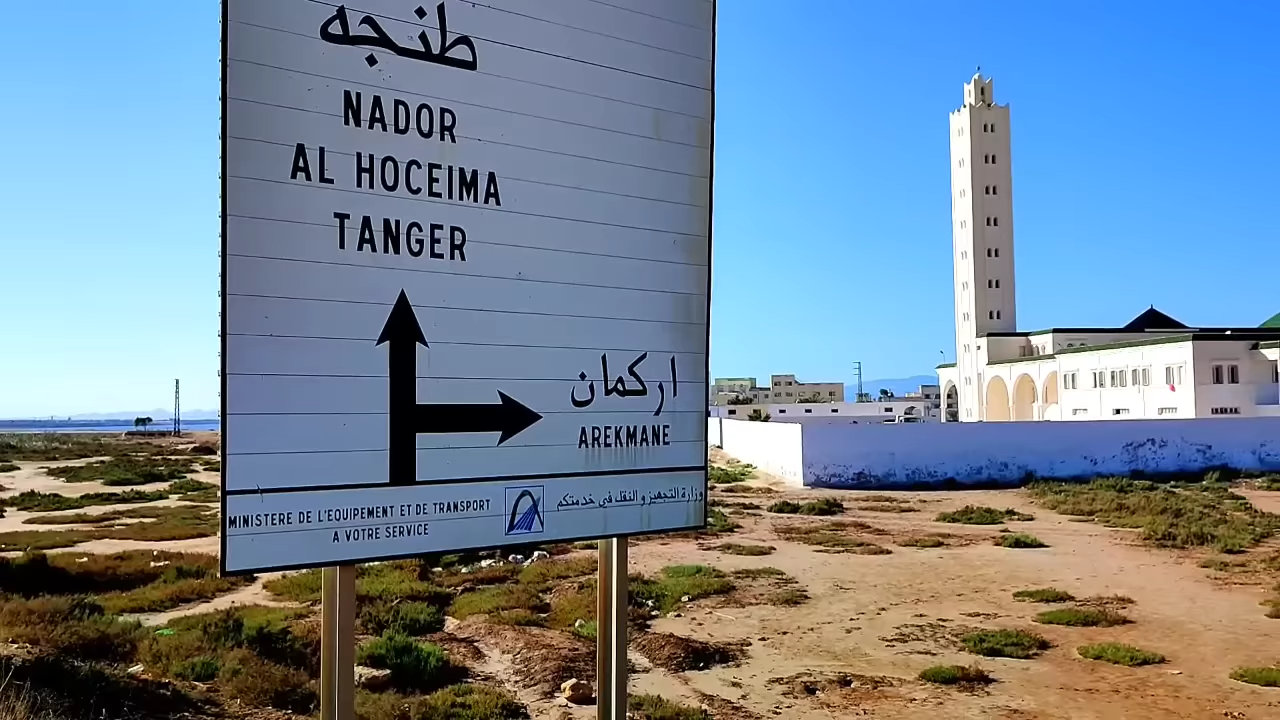 طنجه
NADOR
AL HOCEIMA
TANGER
اركمان
AREKMANE
MINISTERE DE L'EQUIPEMENT ET DE TRANSPORT
A VOTRE SERVICE
وزارة التجهيز و النقل في خدمتكم